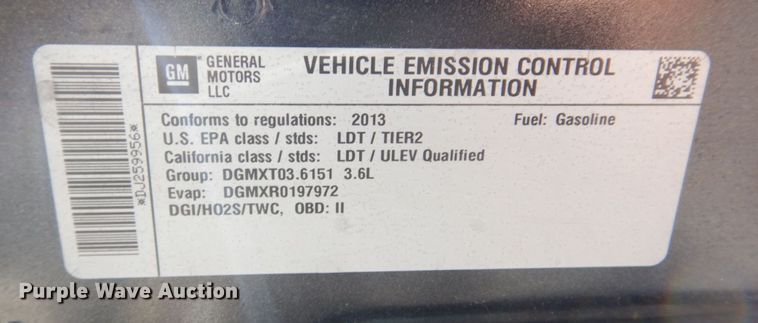 GM
GENERAL
MOTORS
LLC
VEHICLE EMISSION CONTROL
INFORMATION
Conforms to regulations: 2013 Fuel: Gasoline
U.S. EPA class / stds: LDT / TIER2
California class / stds: LDT / ULEV Qualified
Group: DGMXT03.6151 3.6L
Evap: DGMXR0197972
DGI/HO2S/TWC, OBD: II
*DJ259956*
Purple Wave Auction